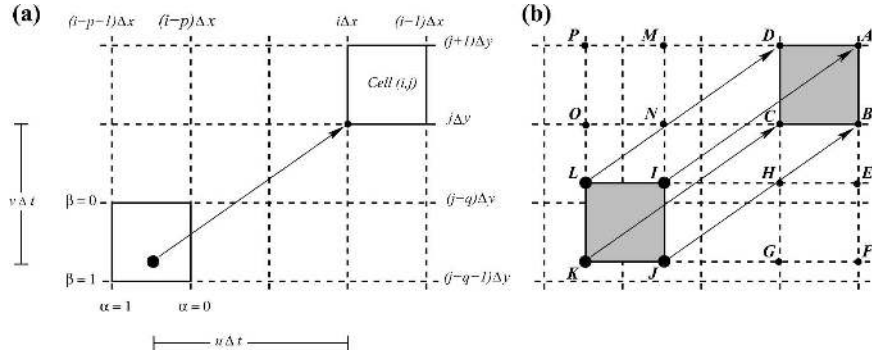 (a)
(i−p−1)Δx
(i−p)Δx
iΔx
(i−1)Δx
(j+1)Δy
Cell (i,j)
jΔy
vΔt
β=0
(j−q)Δy
β=1
(j−q−1)Δy
α=1
α=0
uΔt
(b)
P
M
D
A
O
N
C
B
L
I
H
E
K
J
G
F